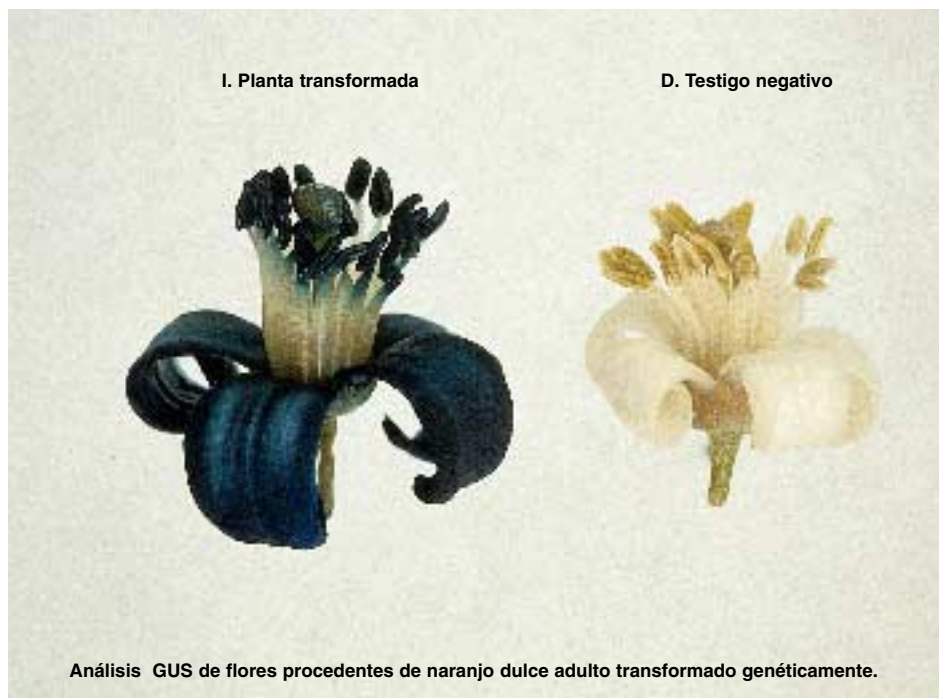 I. Planta transformada
D. Testigo negativo
Análisis GUS de flores procedentes de naranjo dulce adulto transformado genéticamente.